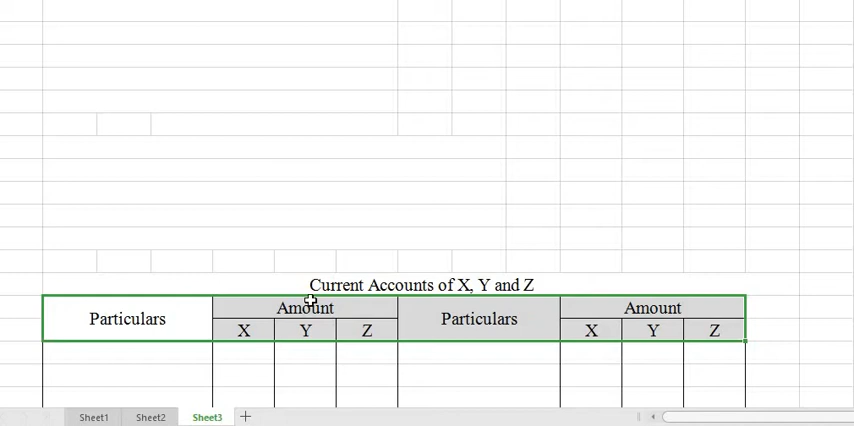 Current Accounts of X, Y and Z
Particulars Amount Particulars Amount
X Y Z X Y Z
Sheet1 Sheet2 Sheet3